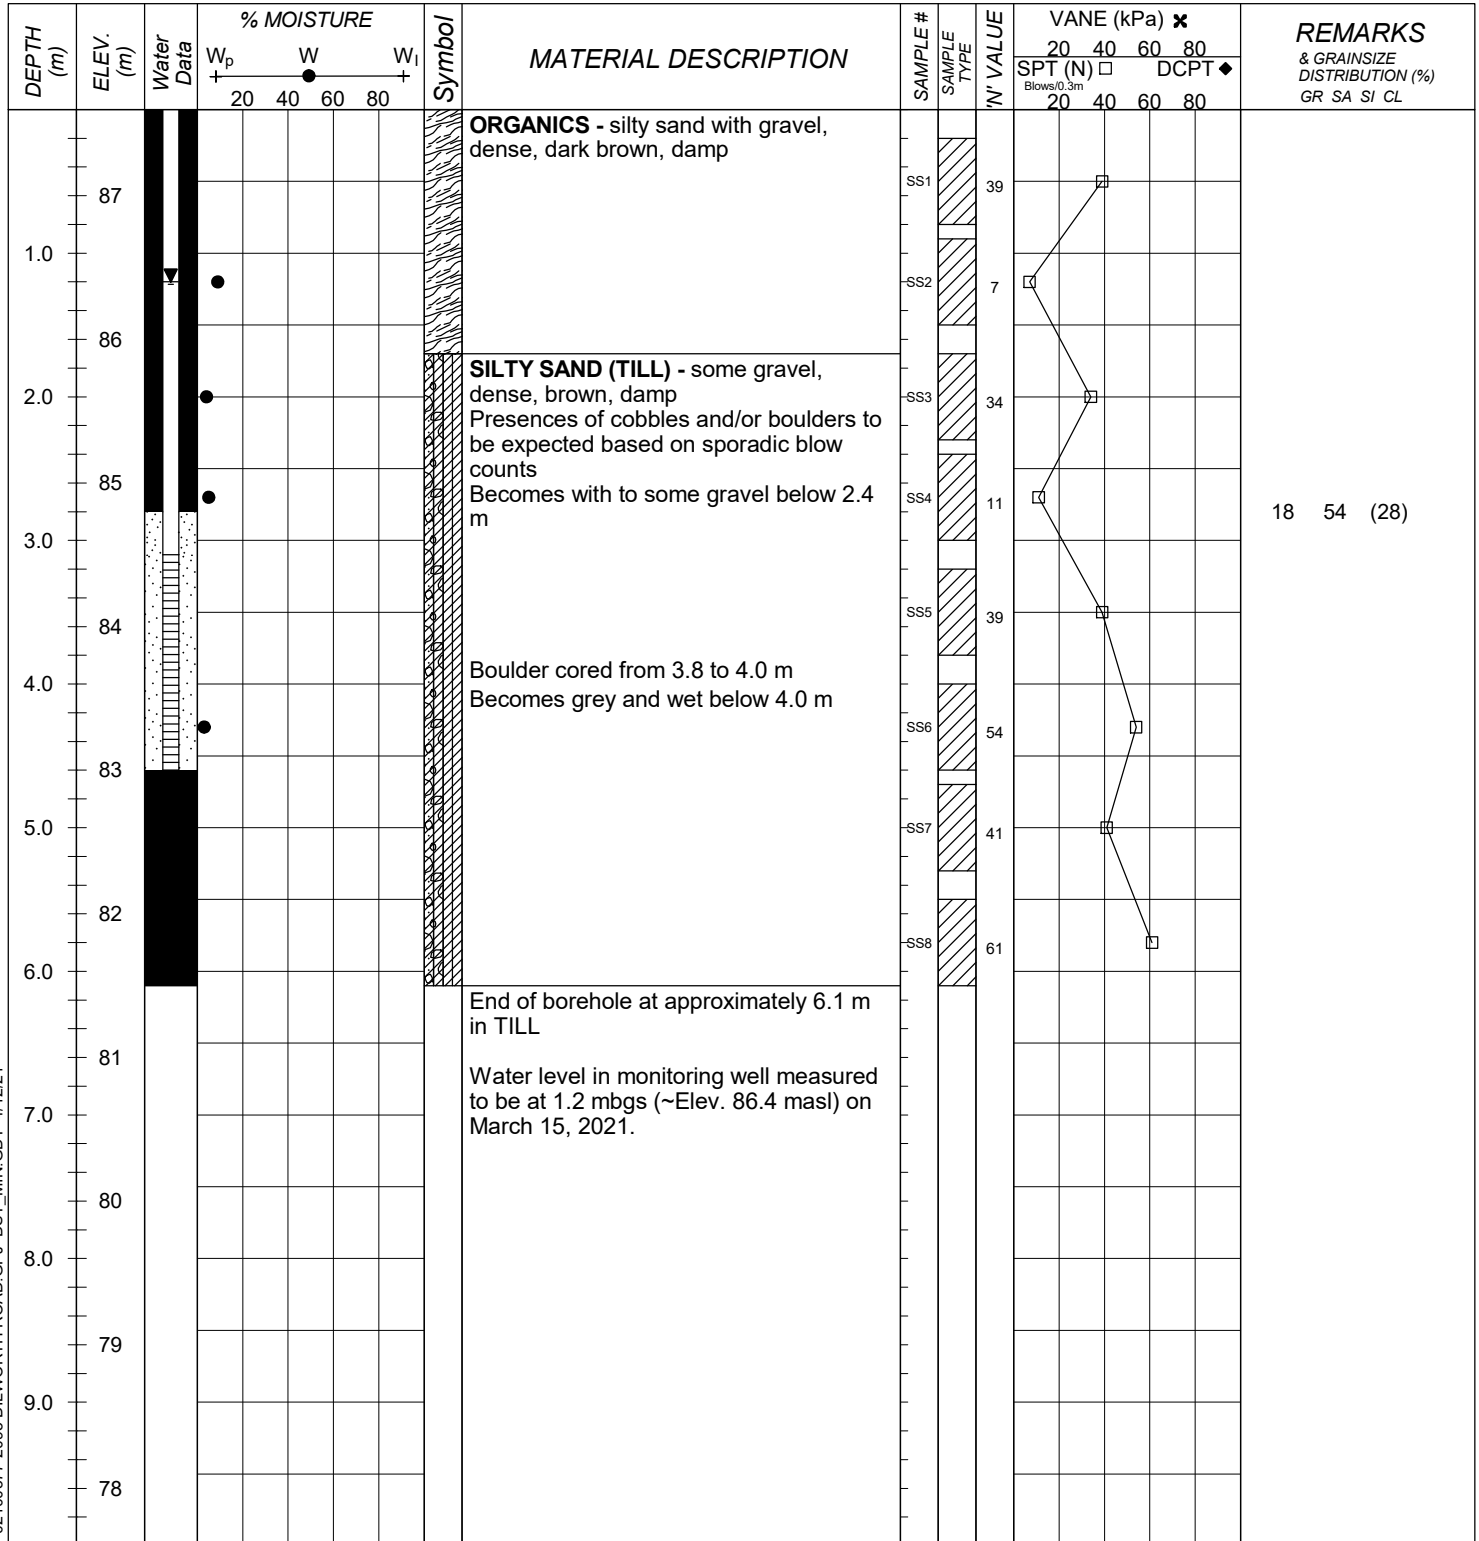 DEPTH (m)
ELEV. (m)
Water Data
% MOISTURE
Wp W Wl
20 40 60 80
Symbol
MATERIAL DESCRIPTION
SAMPLE #
SAMPLE TYPE
'N' VALUE
VANE (kPa)
20 40 60 80
SPT (N) DCPT
Blows/0.3m
20 40 60 80
REMARKS
& GRAINSIZE
DISTRIBUTION (%)
GR SA SI CL
ORGANICS - silty sand with gravel,
dense, dark brown, damp
SS1 39
87
1.0
SS2 7
86
SILTY SAND (TILL) - some gravel,
dense, brown, damp
2.0
SS3 34
Presences of cobbles and/or boulders to
be expected based on sporadic blow
counts
85
Becomes with to some gravel below 2.4
m
SS4 11
18 54 (28)
3.0
SS5 39
84
Boulder cored from 3.8 to 4.0 m
4.0
Becomes grey and wet below 4.0 m
SS6 54
83
5.0
SS7 41
82
SS8 61
6.0
End of borehole at approximately 6.1 m
in TILL
81
Water level in monitoring well measured
to be at 1.2 mbgs (~Elev. 86.4 masl) on
March 15, 2021.
7.0
80
8.0
79
9.0
78